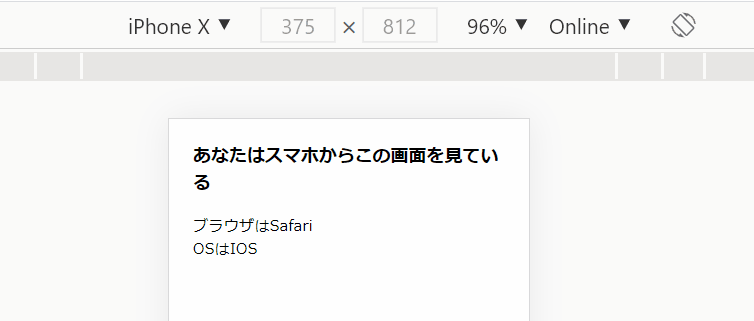 iPhone X ▼ 375 × 812 96% ▼ Online ▼
あなたはスマホからこの画面を見てい
る
ブラウザはSafari
OSはIOS